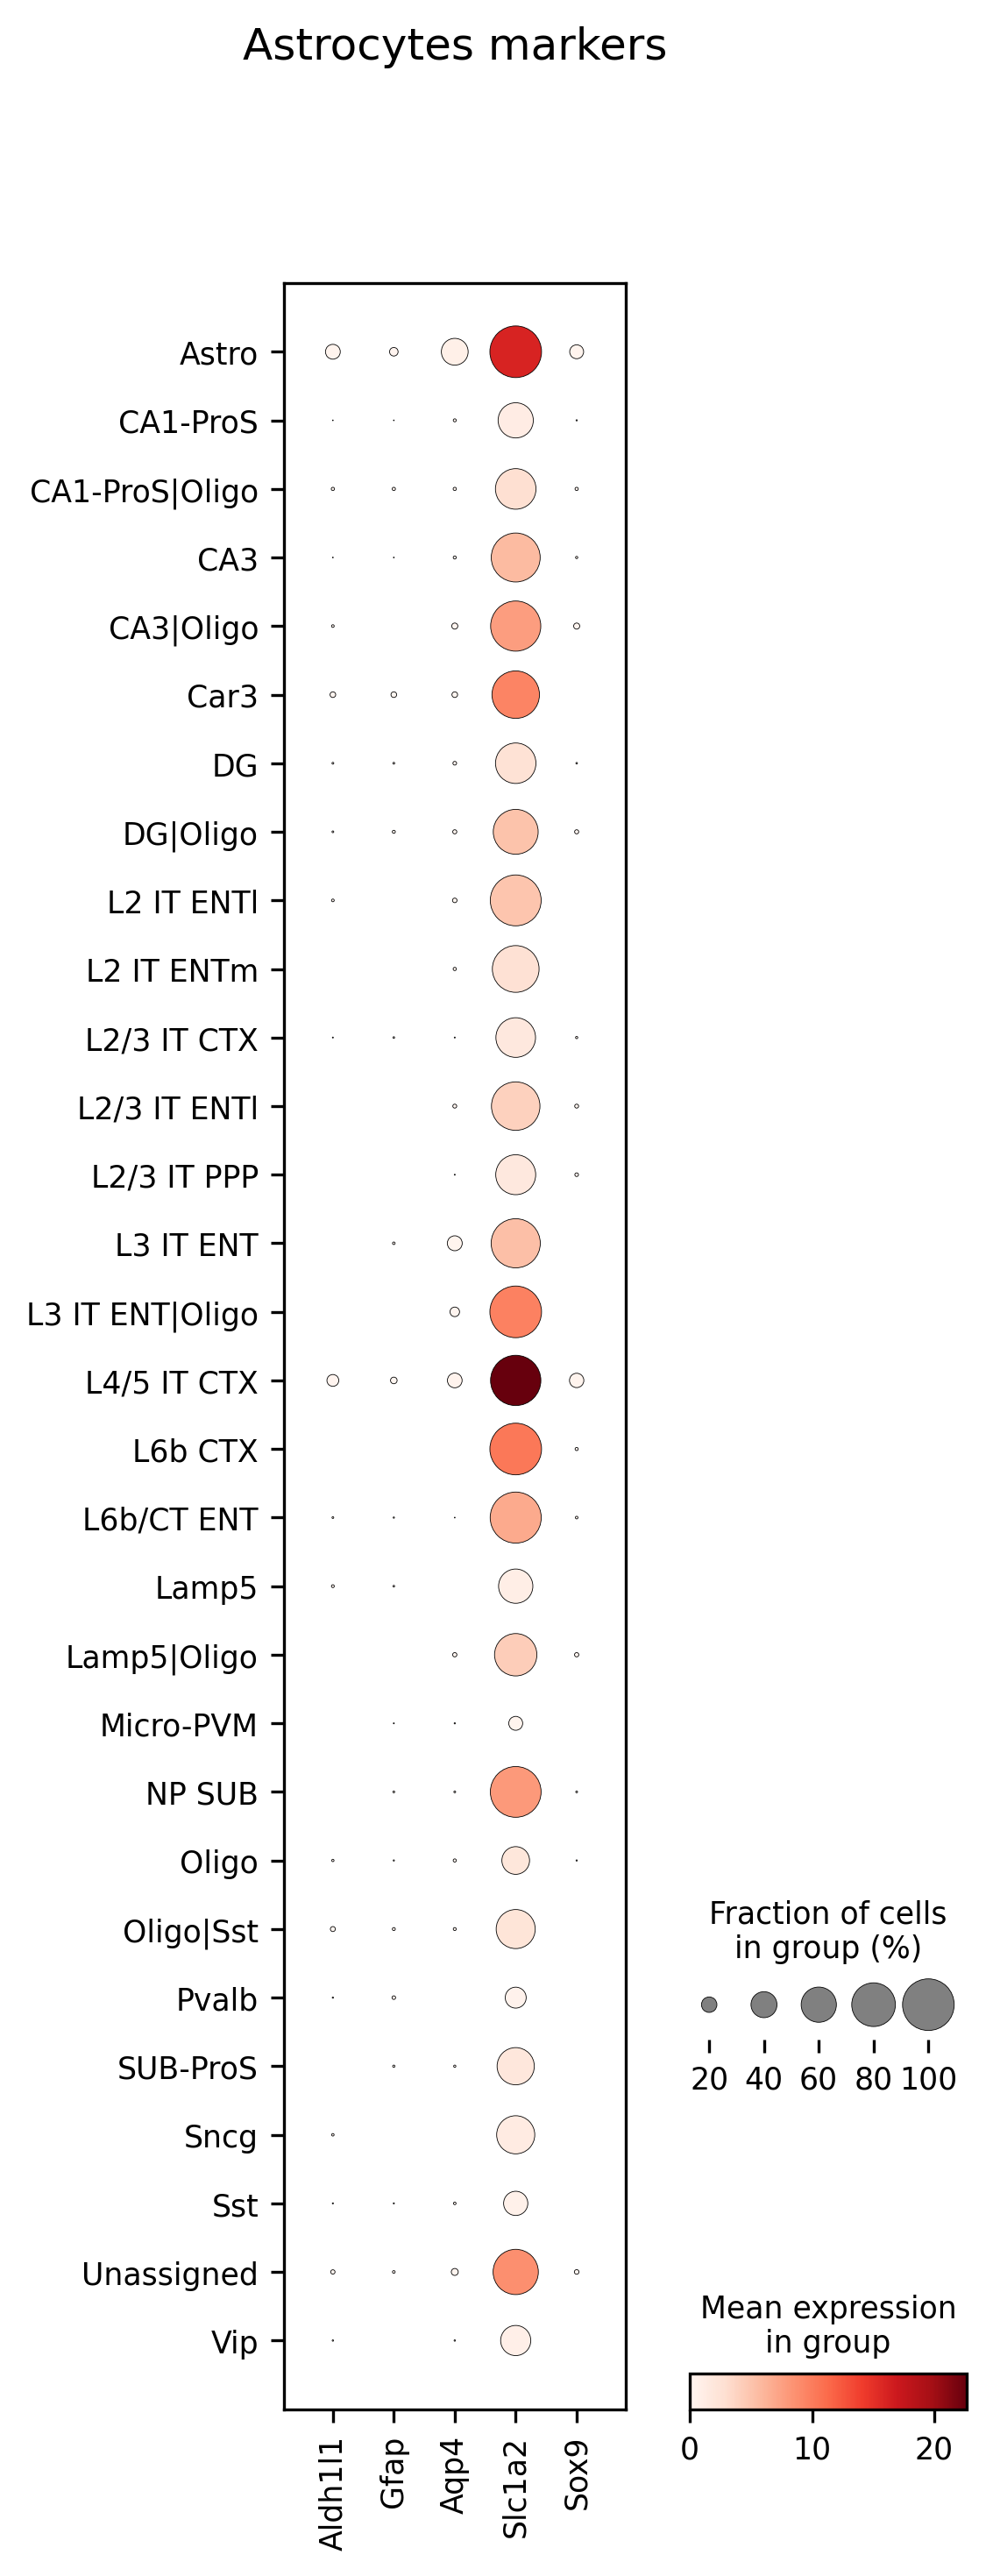 Astrocytes markers
Astro
CA1-ProS
CA1-ProS|Oligo
CA3
CA3|Oligo
Car3
DG
DG|Oligo
L2 IT ENTl
L2 IT ENTm
L2/3 IT CTX
L2/3 IT ENTl
L2/3 IT PPP
L3 IT ENT
L3 IT ENT|Oligo
L4/5 IT CTX
L6b CTX
L6b/CT ENT
Lamp5
Lamp5|Oligo
Micro-PVM
NP SUB
Oligo
Oligo|Sst
Pvalb
SUB-ProS
Sncg
Sst
Unassigned
Vip
Aldh1l1
Gfap
Aqp4
Slc1a2
Sox9
Fraction of cells
in group (%)
20 40 60 80 100
Mean expression
in group
0 10 20